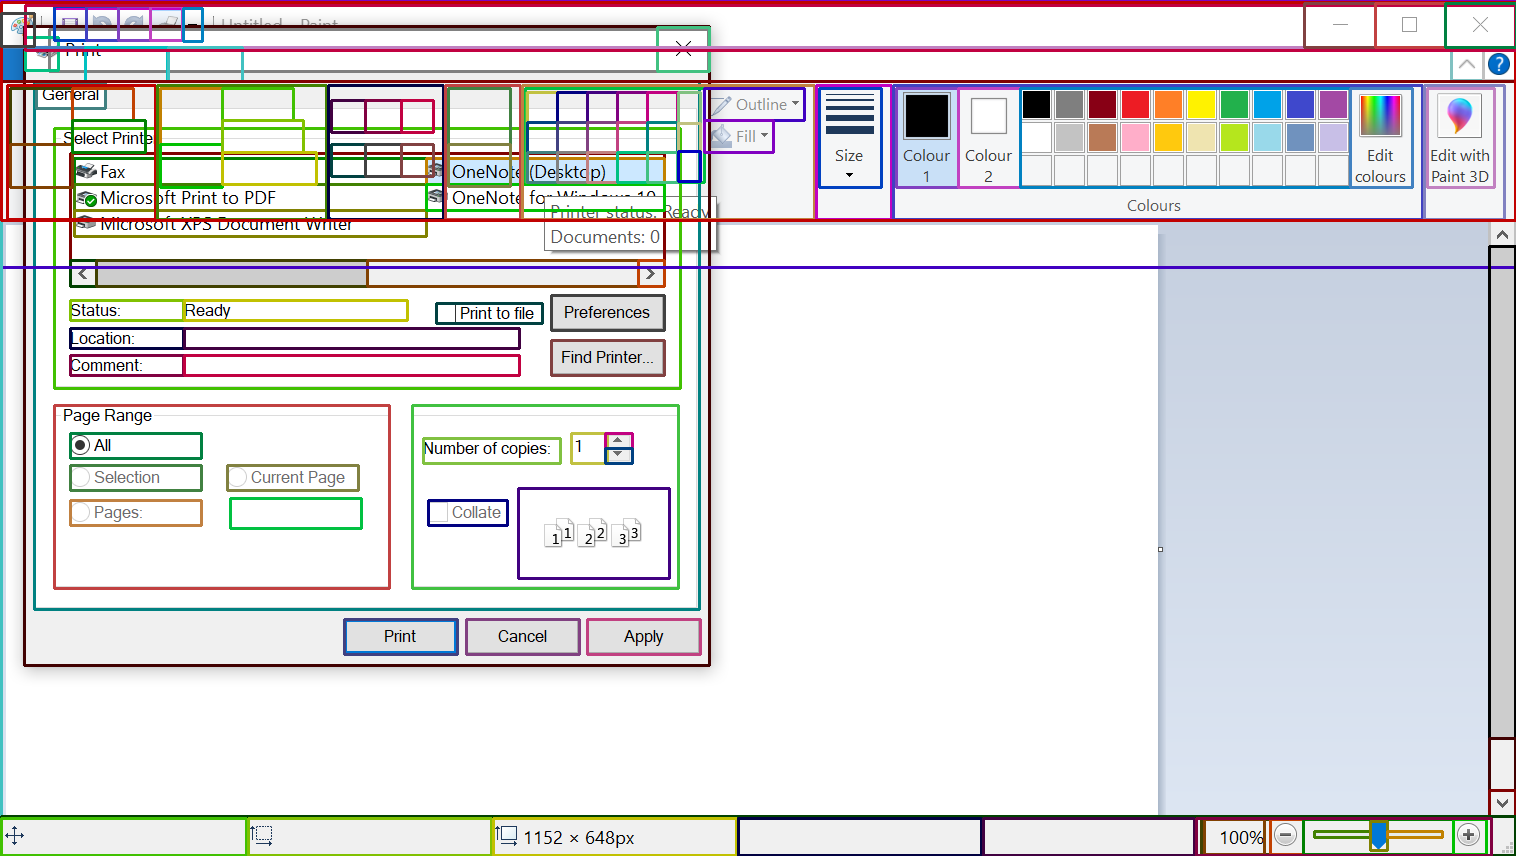 Untitled - Paint
Print
General
Select Printe
Fax
OneNote (Desktop)
Microsoft Print to PDF
OneNote for Windows 10
Microsoft XPS Document Writer
Printer status: Ready
Documents: 0
Status:
Ready
Print to file
Preferences
Location:
Comment:
Find Printer...
Page Range
All
Selection
Current Page
Pages:
Number of copies:
1
Collate
1 1 2 2 3 3
Print
Cancel
Apply
Outline
Fill
Size
Colour
1
Colour
2
Edit
colours
Edit with
Paint 3D
Colours
1152 × 648px
100%